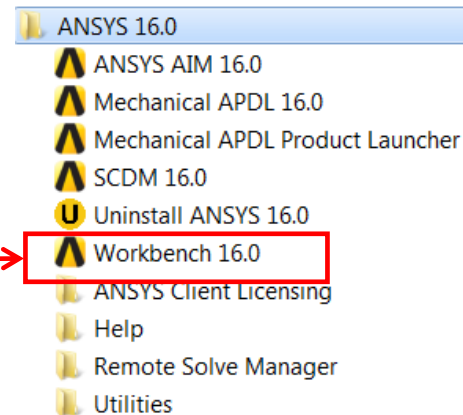 ANSYS 16.0
ANSYS AIM 16.0
Mechanical APDL 16.0
Mechanical APDL Product Launcher
SCDM 16.0
U Uninstall ANSYS 16.0
Workbench 16.0
ANSYS Client Licensing
Help
Remote Solve Manager
Utilities